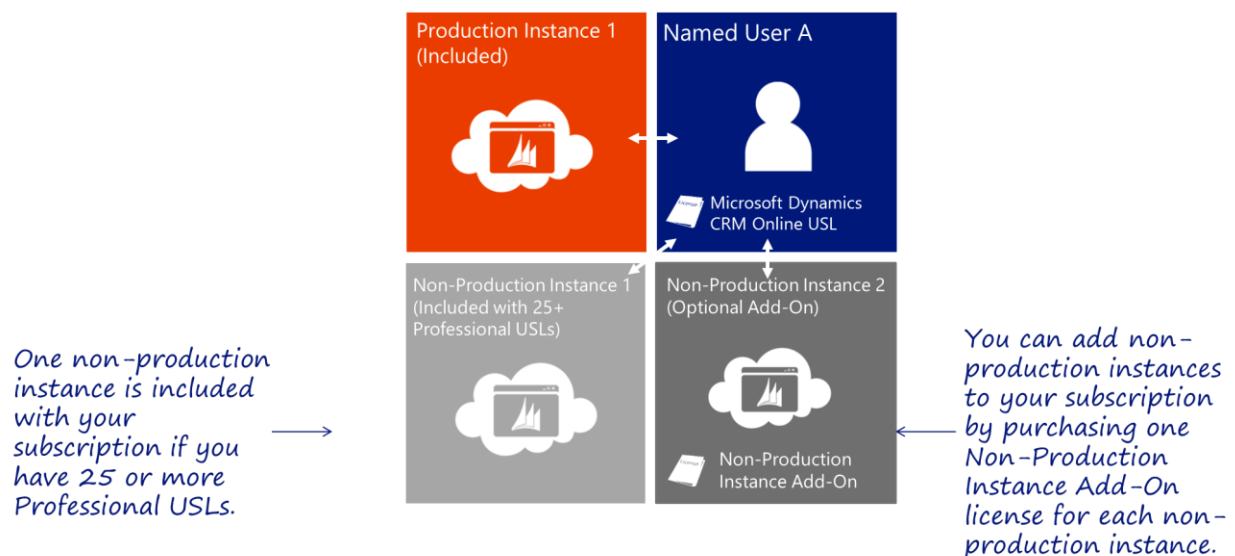 Production Instance 1
(Included)
Named User A
LICENSE
Microsoft Dynamics
CRM Online USL
Non-Production Instance 1
(Included with 25+
Professional USLs)
Non-Production Instance 2
(Optional Add-On)
LICENSE
Non-Production
Instance Add-On
One non-production
instance is included
with your
subscription if you
have 25 or more
Professional USLs.
You can add non-
production instances
to your subscription
by purchasing one
Non-Production
Instance Add-On
license for each non-
production instance.